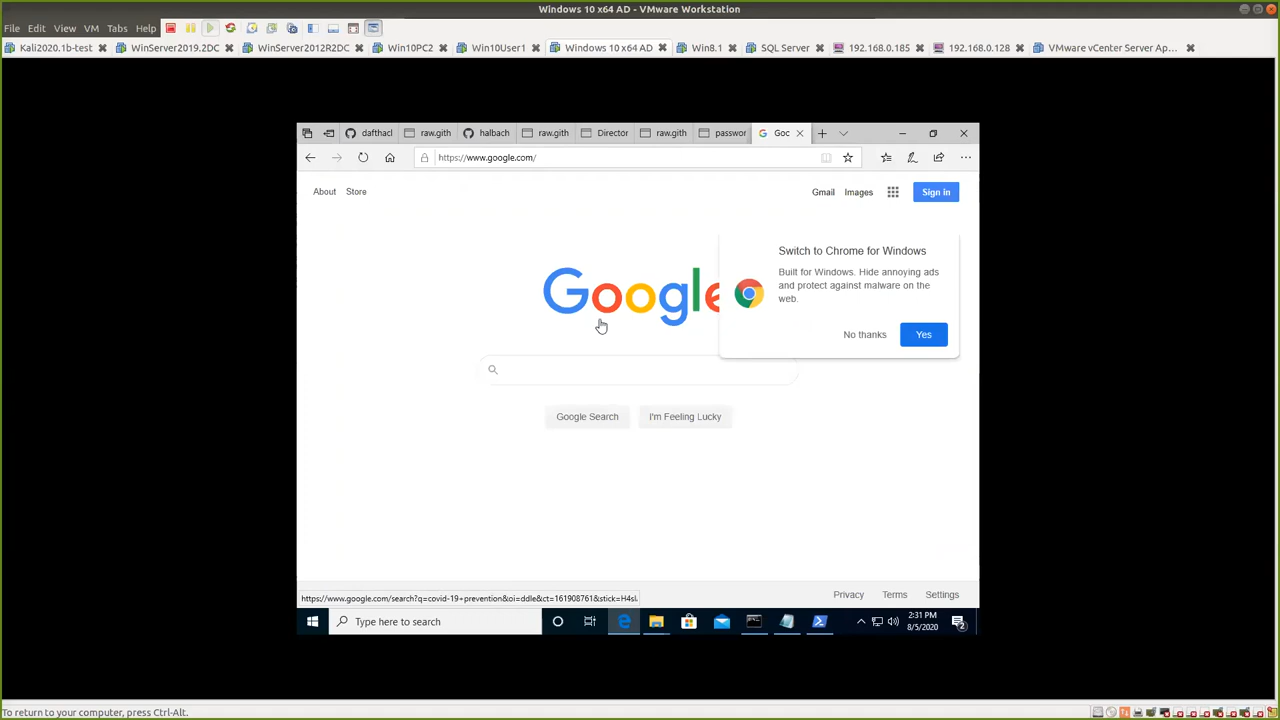 Windows 10 x64 AD - VMware Workstation
File Edit View VM Tabs Help
Kali2020.1b-test WinServer2019.2DC WinServer2012R2DC Win10PC2 Win10User1 Windows 10 x64 AD Win8.1 SQL Server 192.168.0.185 192.168.0.128 VMware vCenter Server Ap...
dafthacl raw.gith halbach raw.gith Director raw.gith passwor Goc
https://www.google.com/
About Store Gmail Images Sign in
Switch to Chrome for Windows
Built for Windows. Hide annoying ads
and protect against malware on the
web.
No thanks Yes
Google
Google Search I'm Feeling Lucky
Privacy Terms Settings
https://www.google.com/search?q=covid-19+prevention&oi=ddle&ct=161908761&stick=H4sI.
Type here to search
2:31 PM
8/5/2020
2
To return to your computer, press Ctrl-Alt.